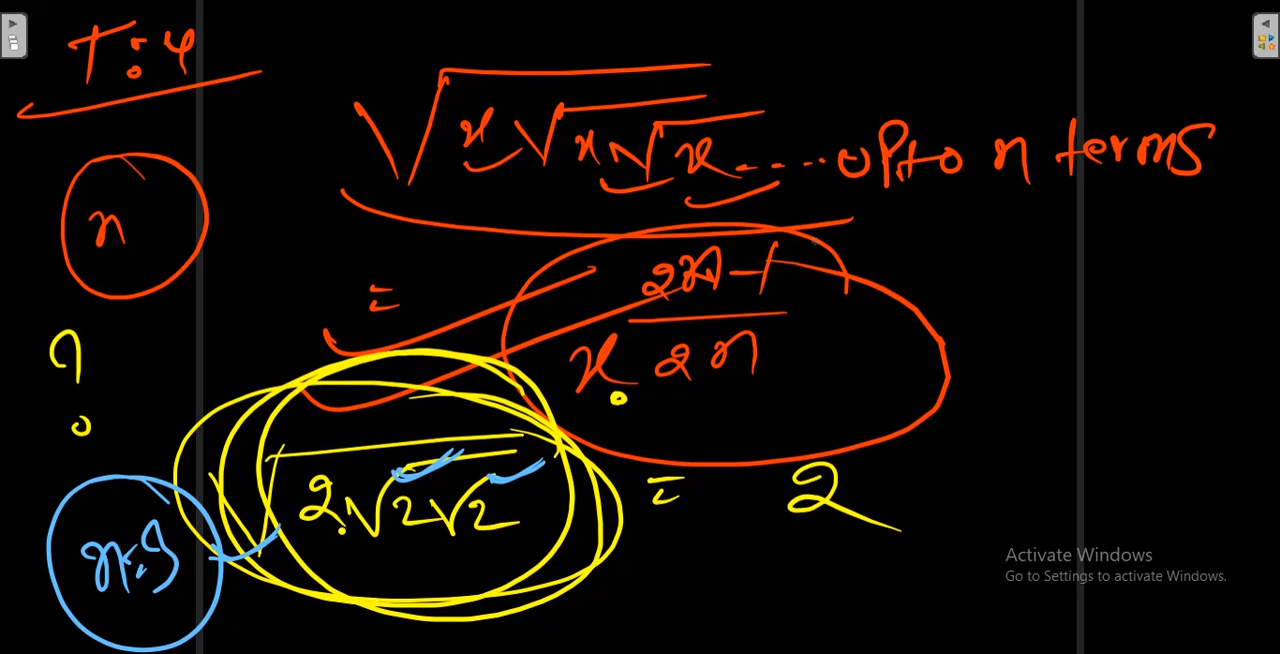 T:4
√x√x√x.... upto n terms
n
= x^(2n-1)/(2n)
?
√2√2√2 = 2
n:3
Activate Windows
Go to Settings to activate Windows.